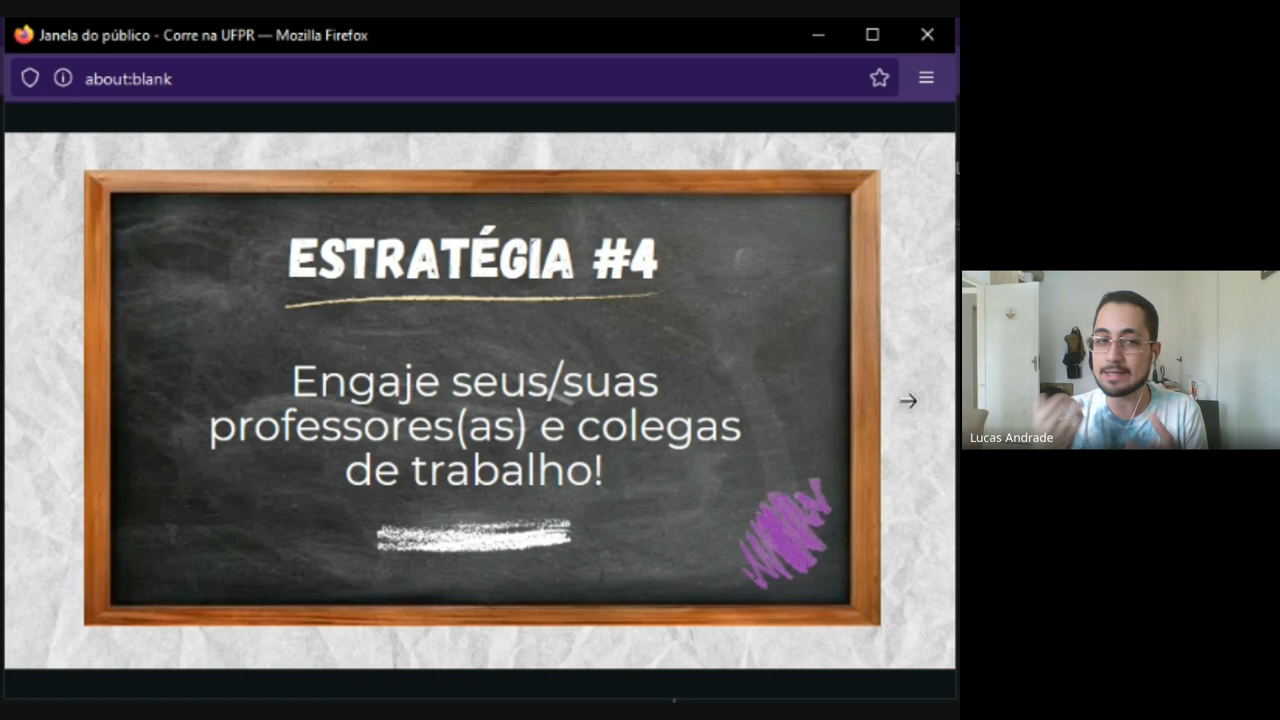 Janela do público - Corre na UFPR — Mozilla Firefox
about:blank
ESTRATÉGIA #4
Engaje seus/suas
professores(as) e colegas
de trabalho!
Lucas Andrade